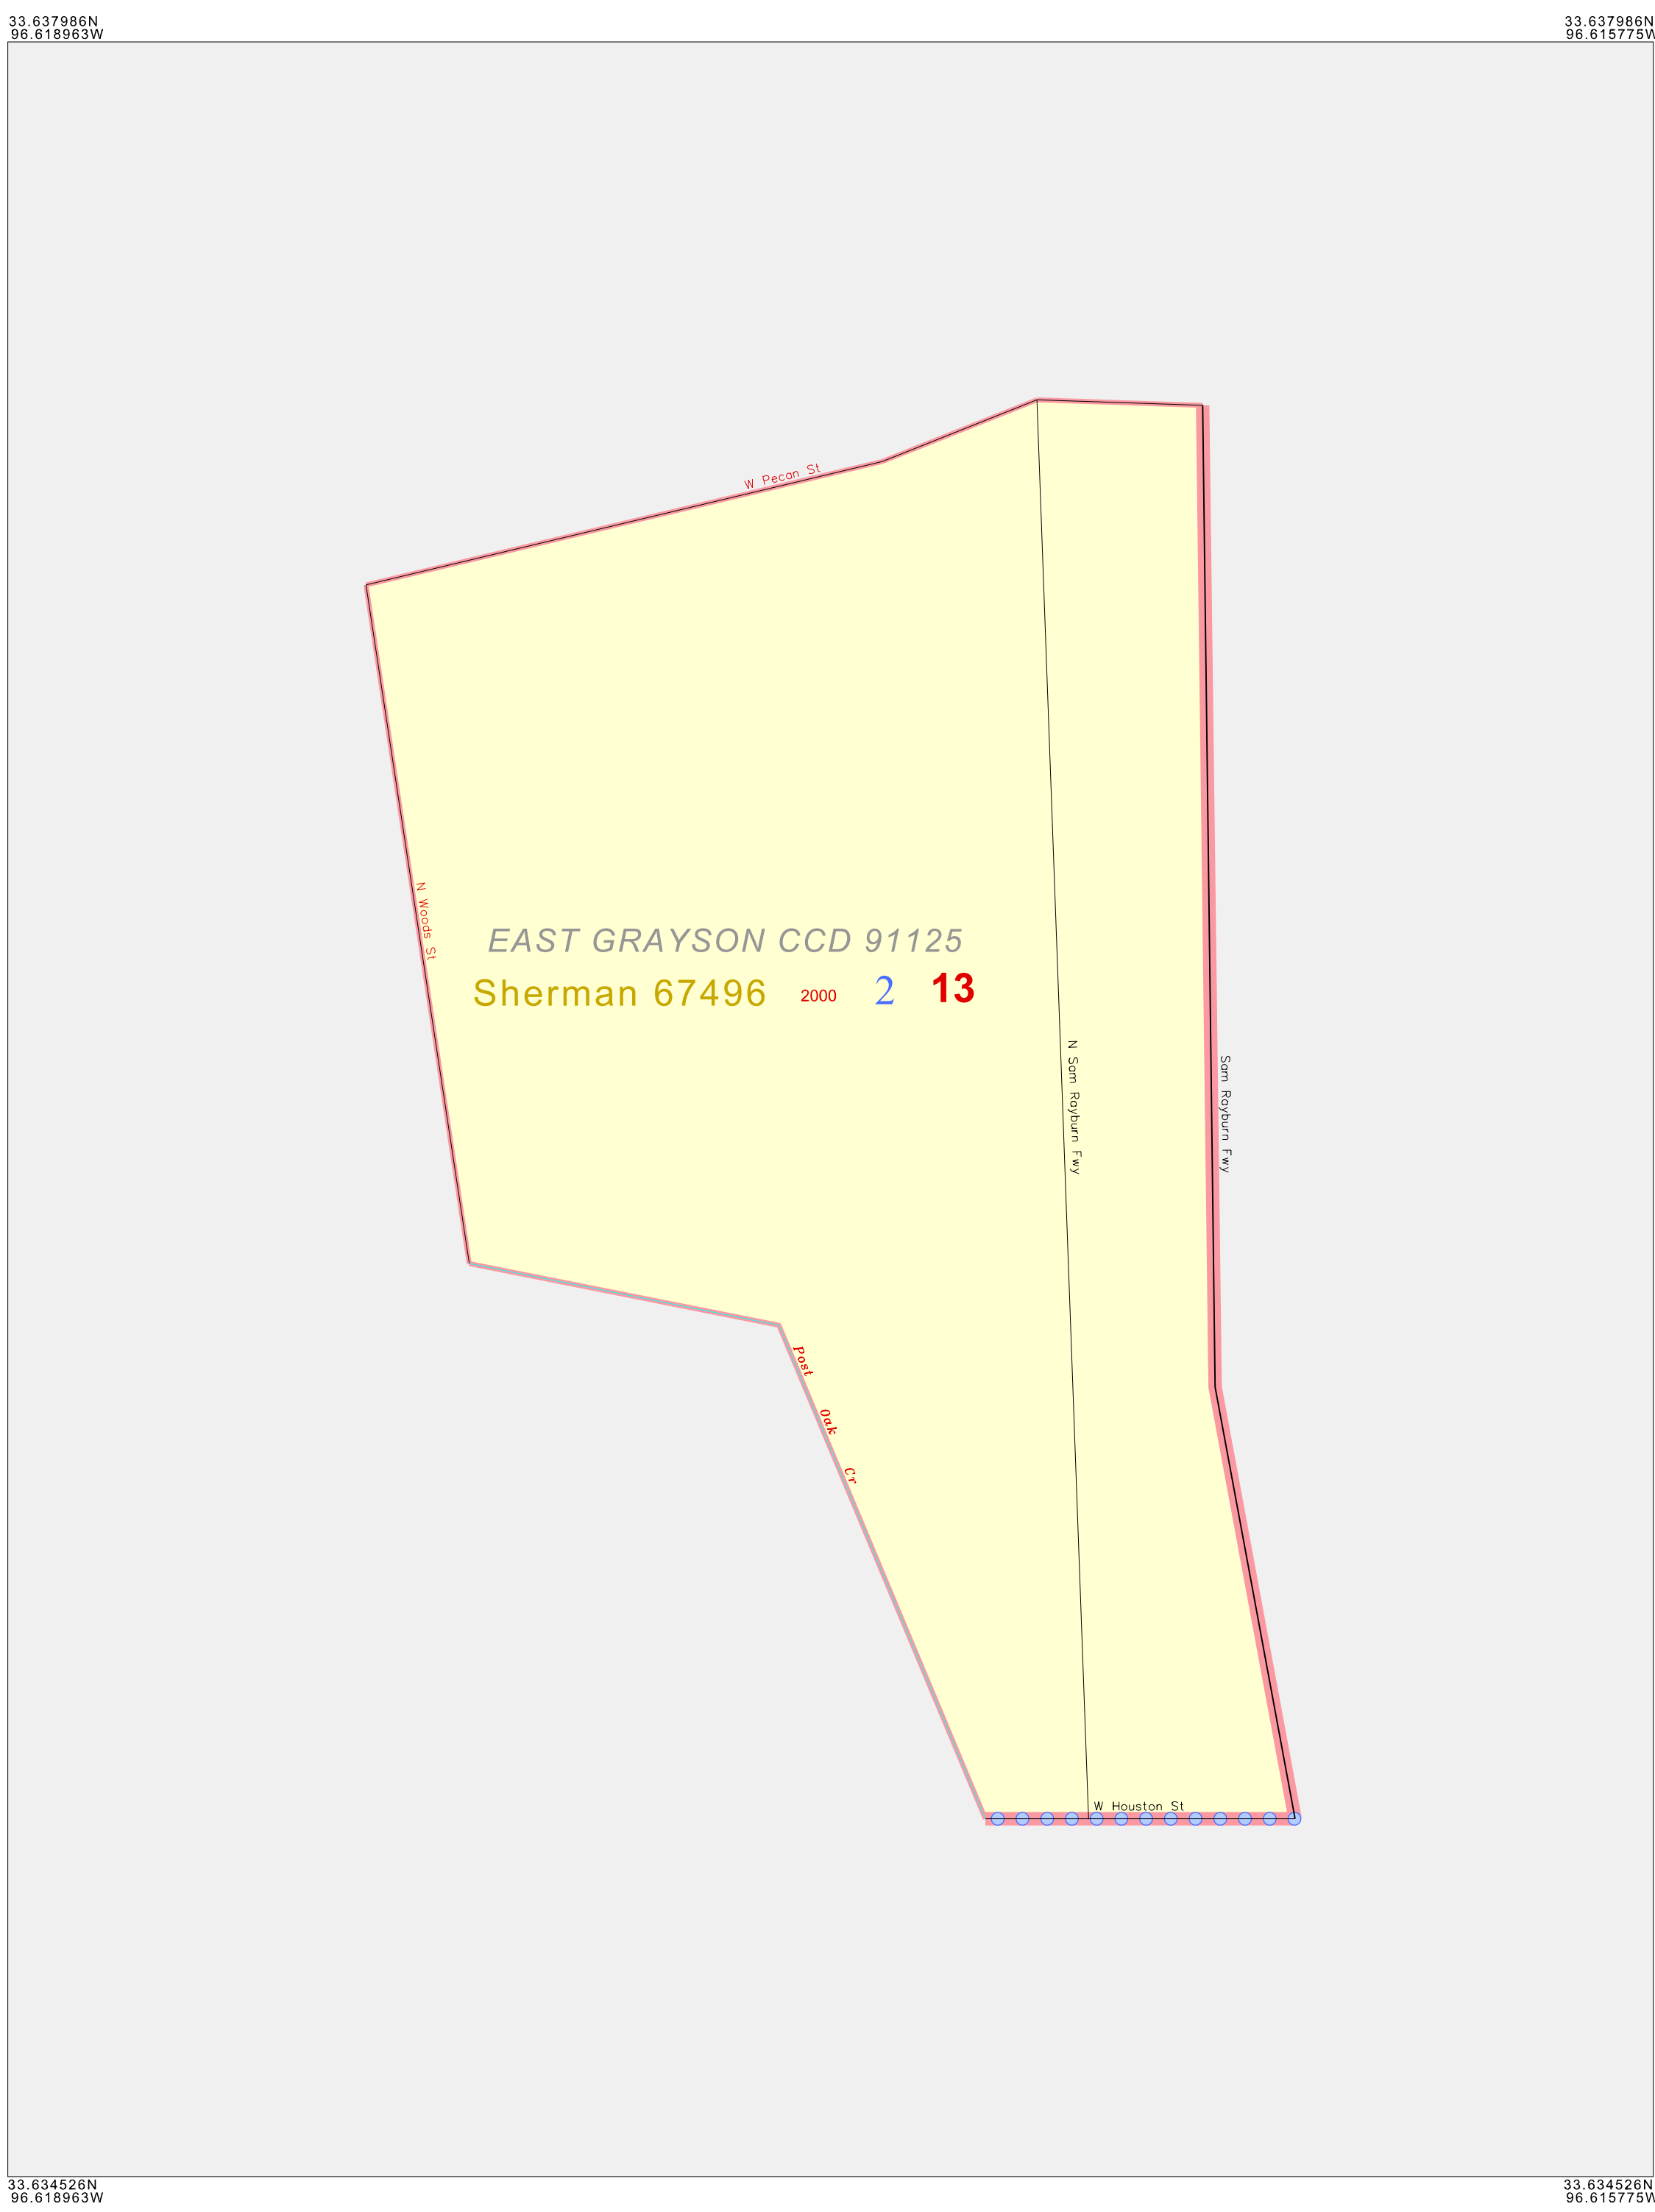 33.637986N
96.618963W
33.637986N
96.615775W
W Pecan St
N Woods St
EAST GRAYSON CCD 91125
Sherman 67496 2000 2 13
N Sam Rayburn Fwy
Sam Rayburn Fwy
Post Oak Cr
W Houston St
33.634526N
96.618963W
33.634526N
96.615775W